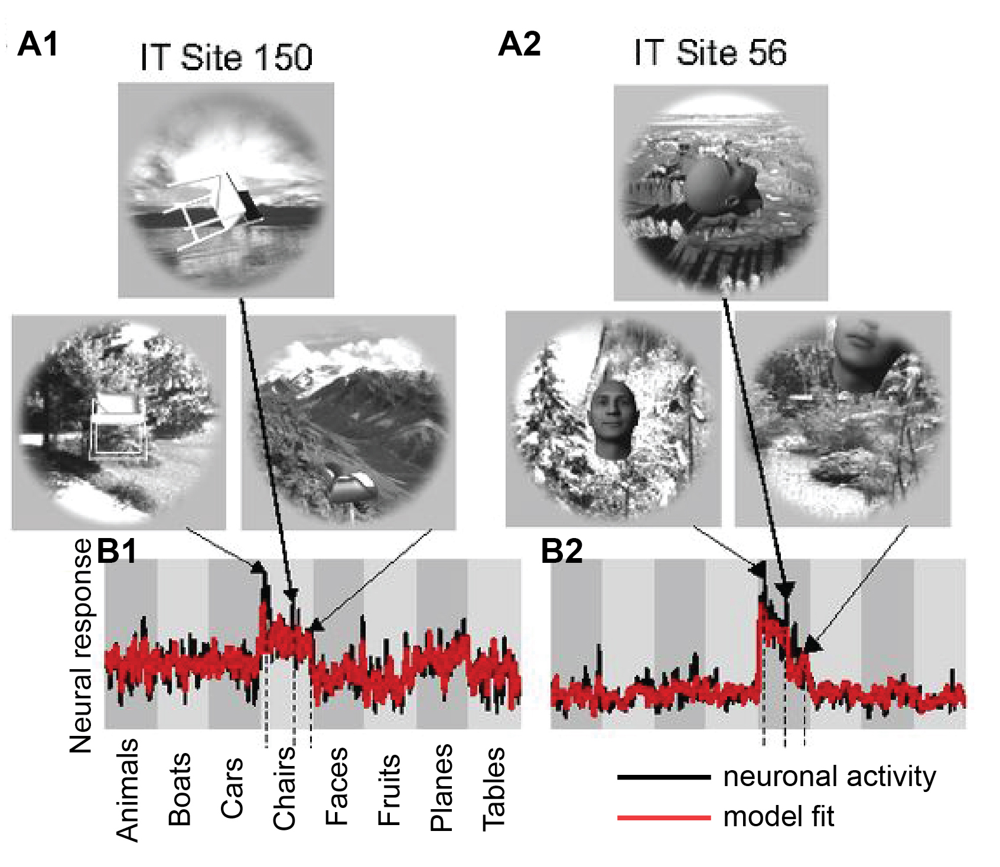 A1
IT Site 150
A2
IT Site 56
B1
B2
Neural response
Animals
Boats
Cars
Chairs
Faces
Fruits
Planes
Tables
neuronal activity
model fit